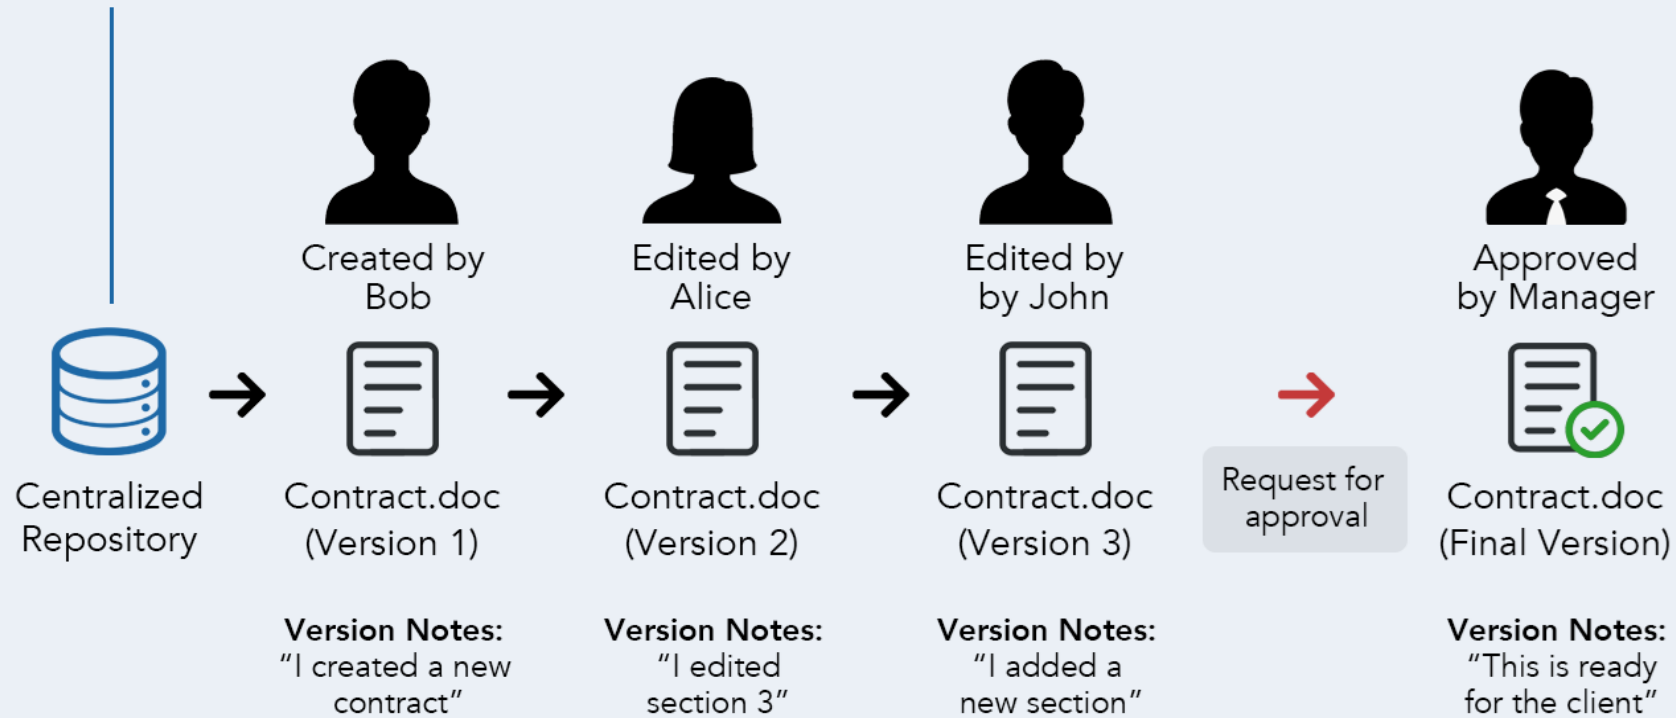 Created by
Bob
Edited by
Alice
Edited by
by John
Approved
by Manager
Centralized
Repository
Contract.doc
(Version 1)
Contract.doc
(Version 2)
Contract.doc
(Version 3)
Request for
approval
Contract.doc
(Final Version)
Version Notes:
“I created a new
contract”
Version Notes:
“I edited
section 3”
Version Notes:
“I added a
new section”
Version Notes:
“This is ready
for the client”